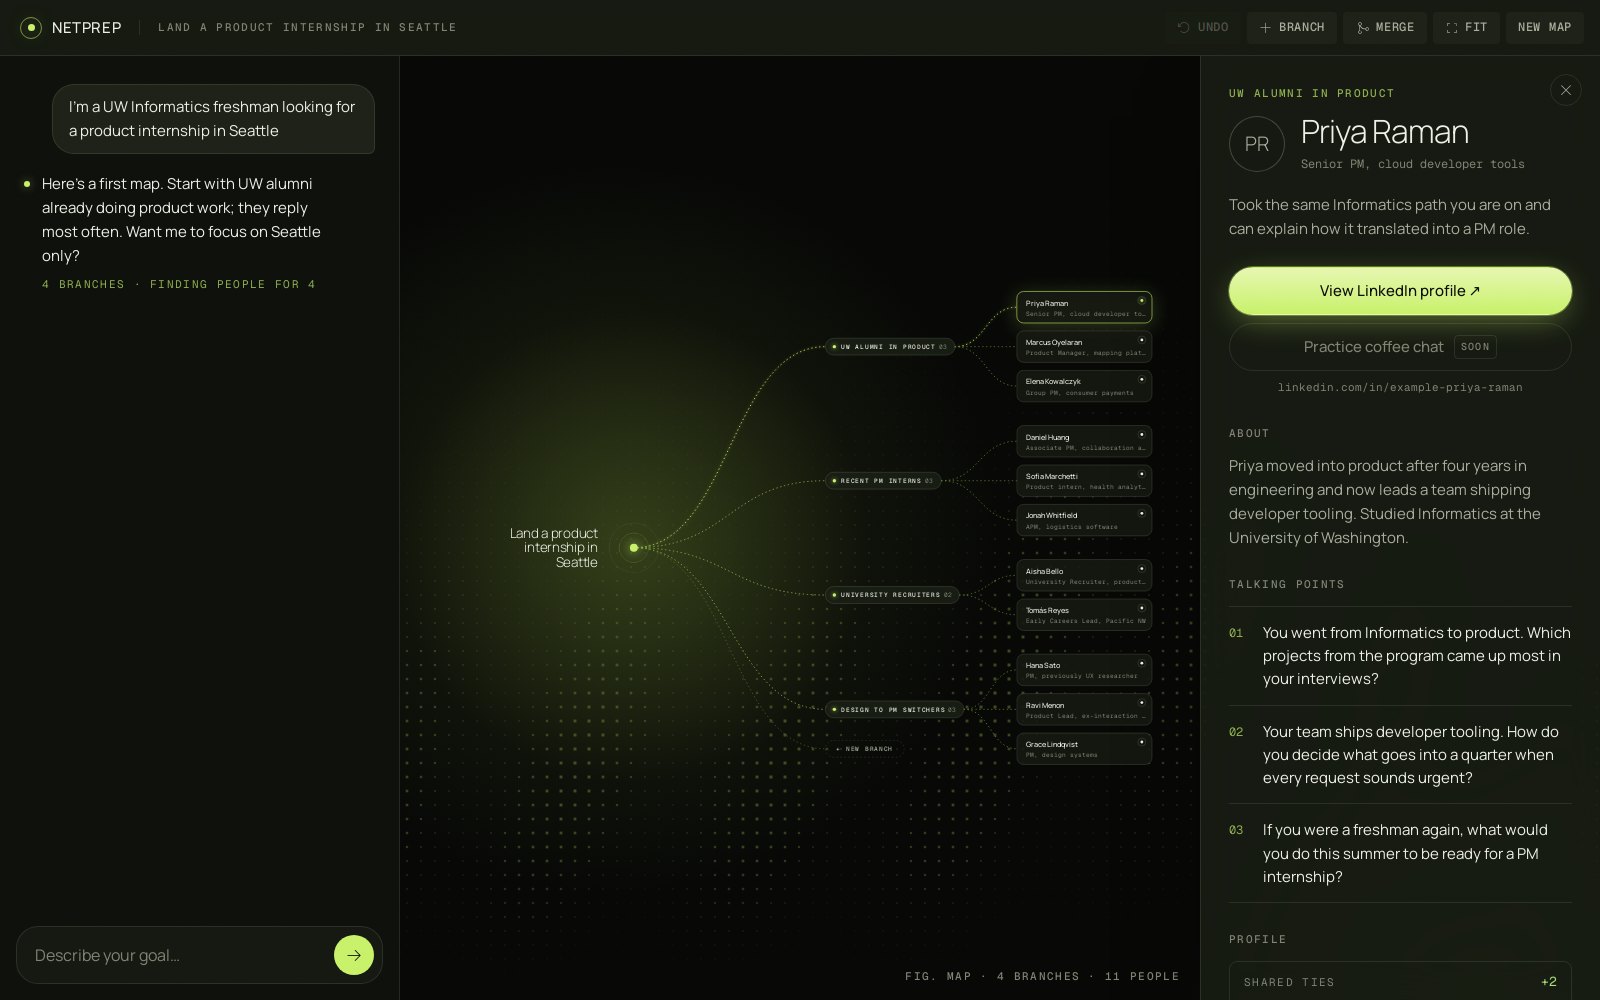 NETPREP
LAND A PRODUCT INTERNSHIP IN SEATTLE
UNDO
BRANCH
MERGE
FIT
NEW MAP
I'm a UW Informatics freshman looking for
a product internship in Seattle
Here's a first map. Start with UW alumni
already doing product work; they reply
most often. Want me to focus on Seattle
only?
4 BRANCHES · FINDING PEOPLE FOR 4
Describe your goal...
Land a product
internship in
Seattle
UW ALUMNI IN PRODUCT 03
Priya Raman
Senior PM, cloud developer to…
Marcus Oyelaran
Product Manager, mapping plat…
Elena Kowalczyk
Group PM, consumer payments
RECENT PM INTERNS 03
Daniel Huang
Associate PM, collaboration a…
Sofia Marchetti
Product intern, health analyt…
Jonah Whitfield
APM, logistics software
UNIVERSITY RECRUITERS 02
Aisha Bello
University Recruiter, product…
Tomás Reyes
Early Careers Lead, Pacific NW
DESIGN TO PM SWITCHERS 03
Hana Sato
PM, previously UX researcher
Ravi Menon
Product Lead, ex-interaction …
Grace Lindqvist
PM, design systems
+ NEW BRANCH
FIG. MAP · 4 BRANCHES · 11 PEOPLE
UW ALUMNI IN PRODUCT
PR
Priya Raman
Senior PM, cloud developer tools
Took the same Informatics path you are on and
can explain how it translated into a PM role.
View LinkedIn profile ↗
Practice coffee chat SOON
linkedin.com/in/example-priya-raman
ABOUT
Priya moved into product after four years in
engineering and now leads a team shipping
developer tooling. Studied Informatics at the
University of Washington.
TALKING POINTS
01 You went from Informatics to product. Which
projects from the program came up most in
your interviews?
02 Your team ships developer tooling. How do
you decide what goes into a quarter when
every request sounds urgent?
03 If you were a freshman again, what would
you do this summer to be ready for a PM
internship?
PROFILE
SHARED TIES +2